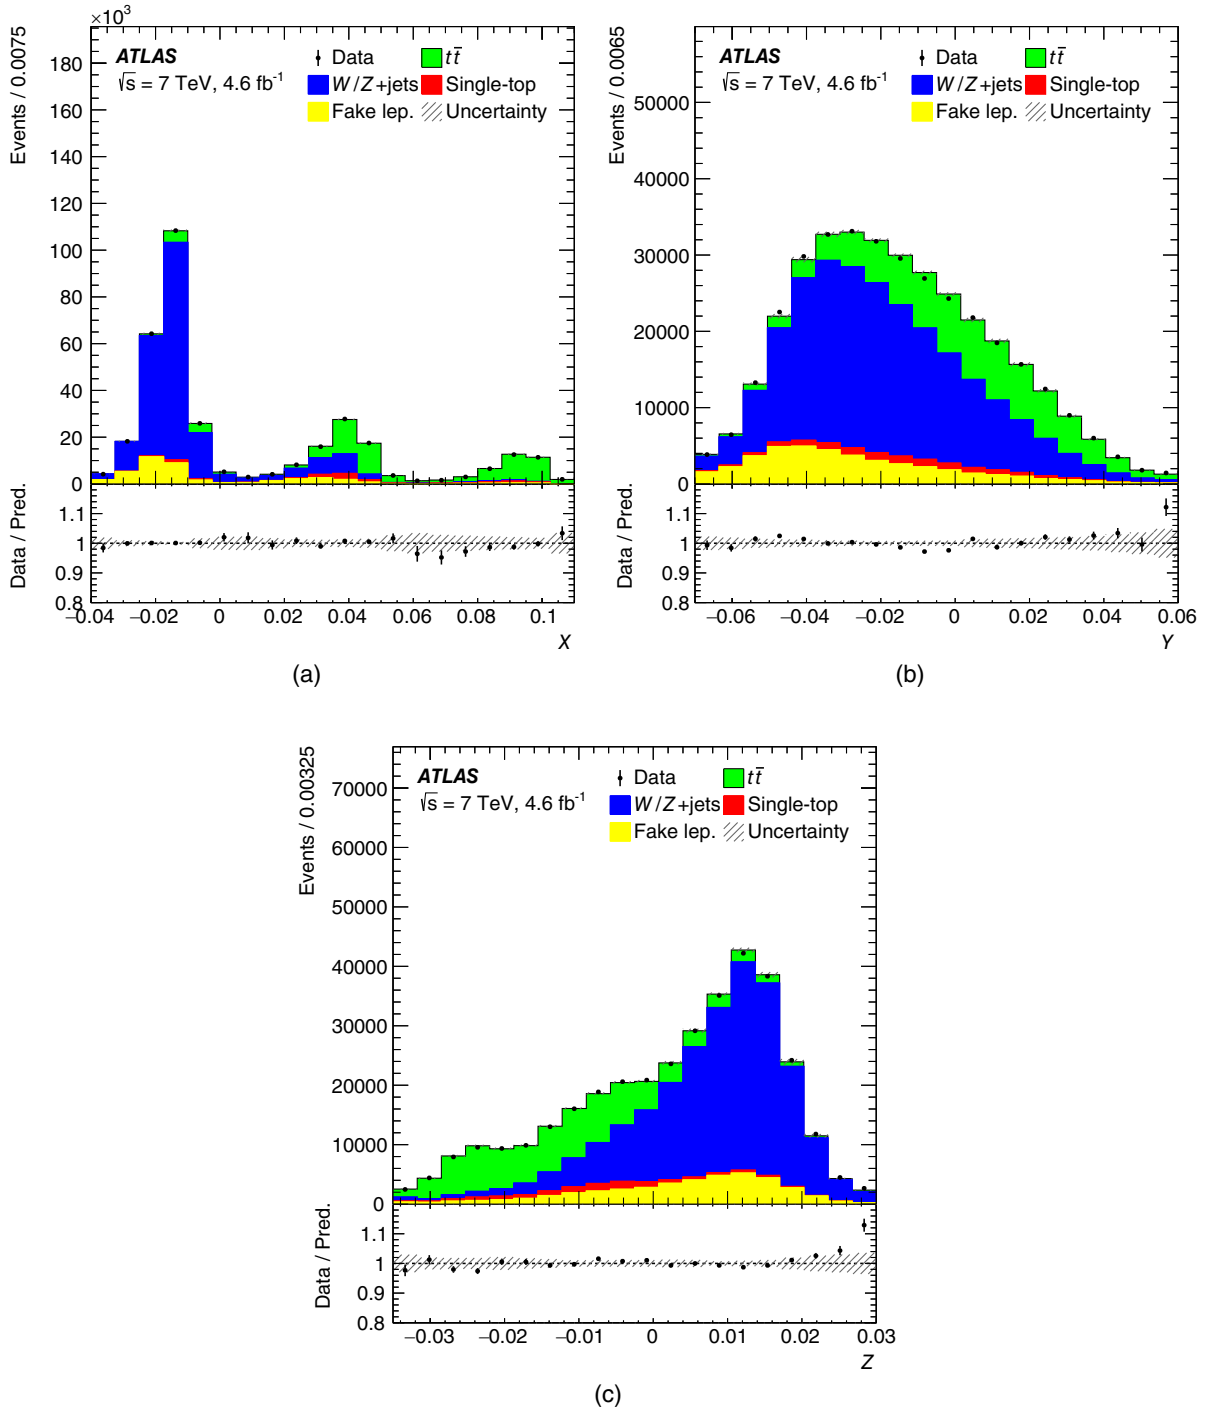 ×10³
Events / 0.0075
ATLAS
√s = 7 TeV, 4.6 fb⁻¹
Data
tt̄
W/Z+jets
Single-top
Fake lep.
Uncertainty
180
160
140
120
100
80
60
40
20
0
Data / Pred.
1.1
1
0.9
0.8
−0.04 −0.02 0 0.02 0.04 0.06 0.08 0.1
X
(a)
Events / 0.0065
ATLAS
√s = 7 TeV, 4.6 fb⁻¹
Data
tt̄
W/Z+jets
Single-top
Fake lep.
Uncertainty
50000
40000
30000
20000
10000
0
Data / Pred.
1.1
1
0.9
0.8
−0.06 −0.04 −0.02 0 0.02 0.04 0.06
Y
(b)
Events / 0.00325
ATLAS
√s = 7 TeV, 4.6 fb⁻¹
Data
tt̄
W/Z+jets
Single-top
Fake lep.
Uncertainty
70000
60000
50000
40000
30000
20000
10000
0
Data / Pred.
1.1
1
0.9
0.8
−0.03 −0.02 −0.01 0 0.01 0.02 0.03
Z
(c)